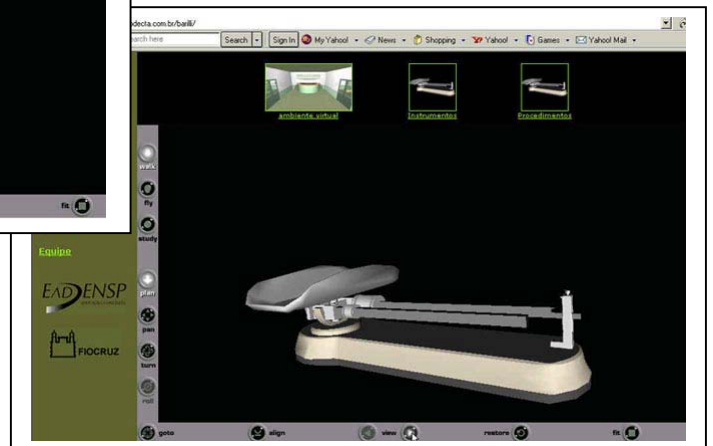 decta.com.br/barilli/
earch here Search Sign In My Yahoo! News Shopping Yahoo! Games Yahoo! Mail
ambiente virtual Instrumentos Procedimentos
walk
fly
study
plan
pan
turn
roll
fit
Equipe
EAD ENSP
FIOCRUZ
goto align view restore fit